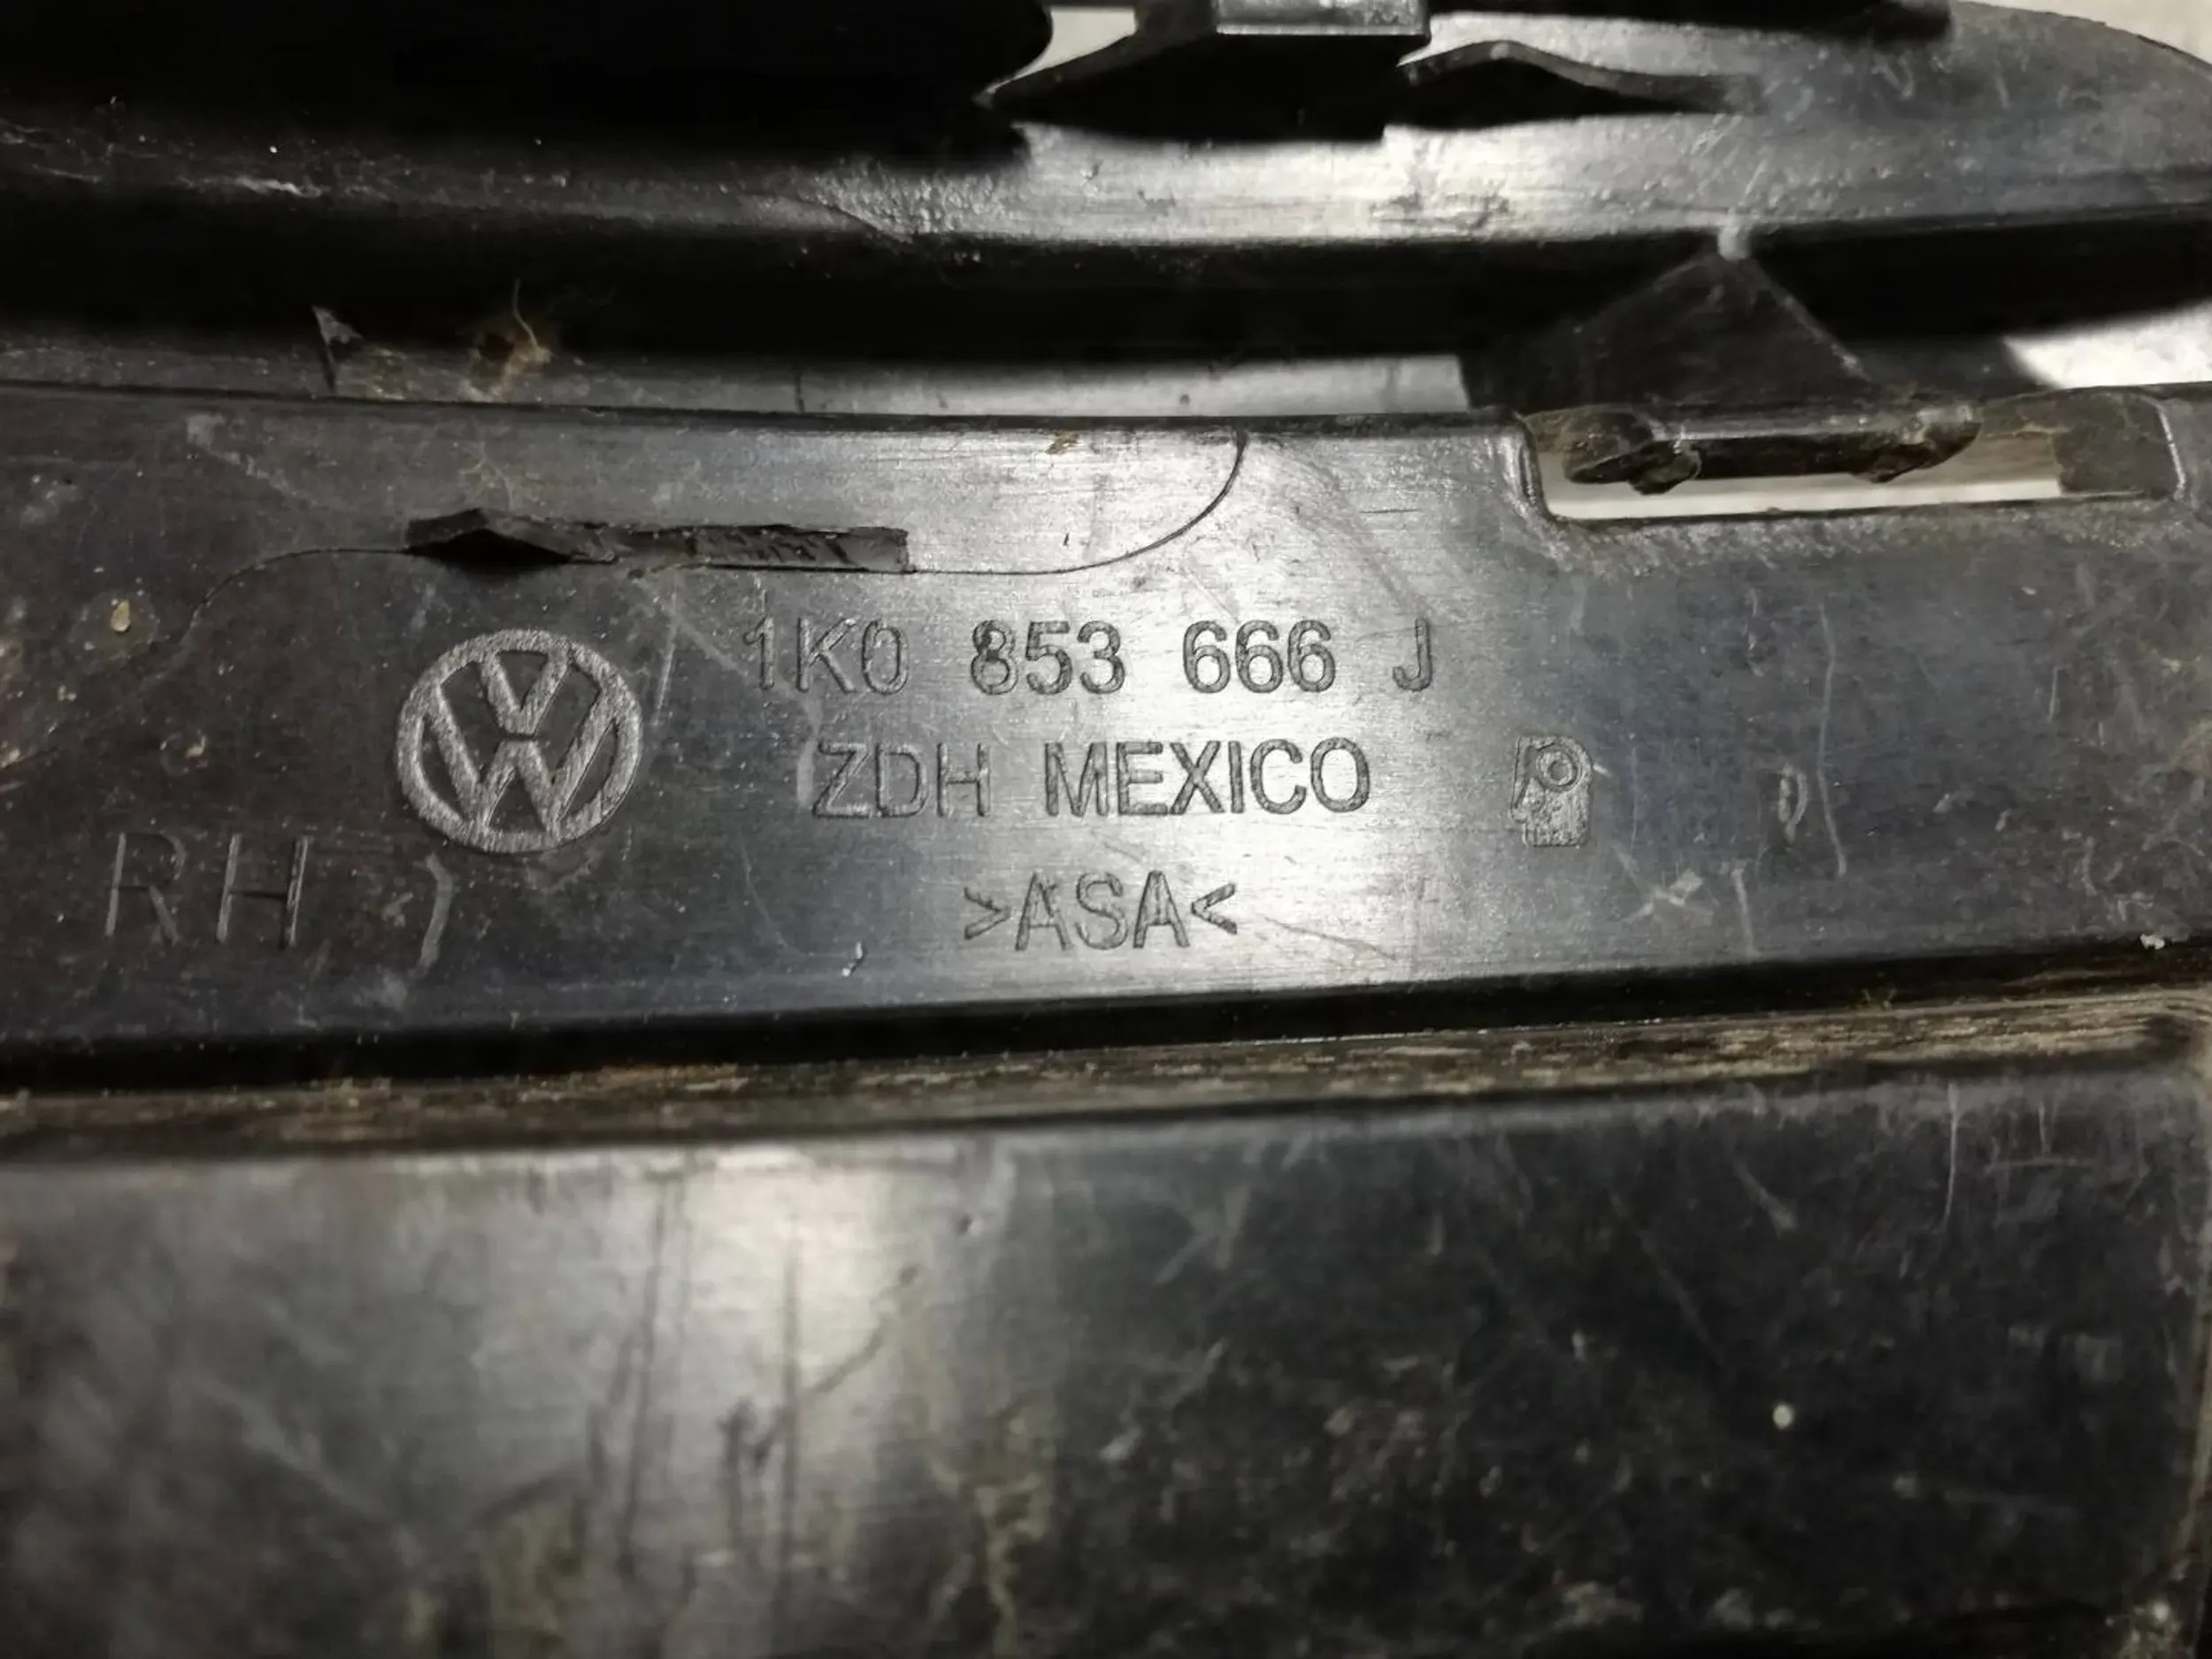 1K0 853 666 J
ZDH MEXICO
RH
>ASA<